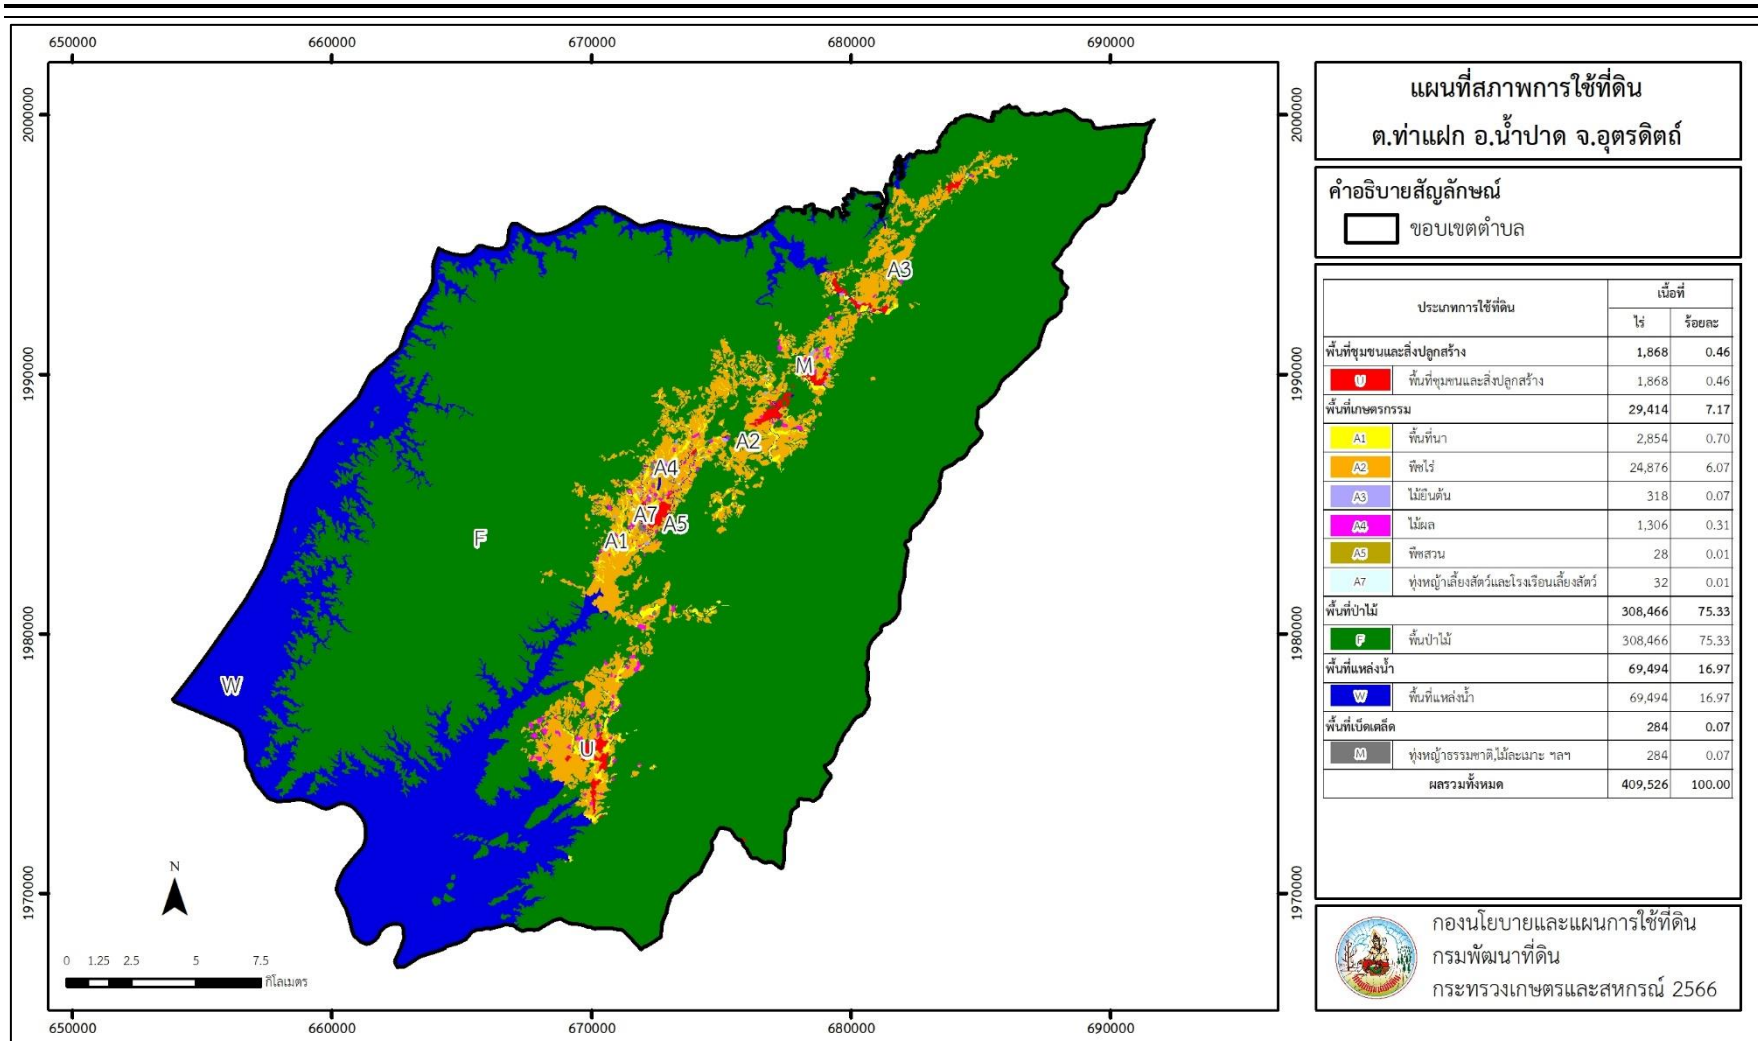 650000 660000 670000 680000 690000
2000000 2000000
1990000 1990000
1980000 1980000
1970000 1970000
A3
M
A2
A4
A7
A5
A1
F
W
U
N
0 1.25 2.5 5 7.5
กิโลเมตร
650000 660000 670000 680000 690000
แผนที่สภาพการใช้ที่ดิน
ต.ท่าแฝก อ.น้ำปาด จ.อุตรดิตถ์
คำอธิบายสัญลักษณ์
ขอบเขตตำบล
ประเภทการใช้ที่ดิน เนื้อที่
ไร่ ร้อยละ
พื้นที่ชุมชนและสิ่งปลูกสร้าง 1,868 0.46
U พื้นที่ชุมชนและสิ่งปลูกสร้าง 1,868 0.46
พื้นที่เกษตรกรรม 29,414 7.17
A1 พื้นที่นา 2,854 0.70
A2 พืชไร่ 24,876 6.07
A3 ไม้ยืนต้น 318 0.07
A4 ไม้ผล 1,306 0.31
A5 พืชสวน 28 0.01
A7 ทุ่งหญ้าเลี้ยงสัตว์และโรงเรือนเลี้ยงสัตว์ 32 0.01
พื้นที่ป่าไม้ 308,466 75.33
F พื้นป่าไม้ 308,466 75.33
พื้นที่แหล่งน้ำ 69,494 16.97
W พื้นที่แหล่งน้ำ 69,494 16.97
พื้นที่เบ็ดเตล็ด 284 0.07
M ทุ่งหญ้าธรรมชาติ,ไม้ละเมาะ ฯลฯ 284 0.07
ผลรวมทั้งหมด 409,526 100.00
กองนโยบายและแผนการใช้ที่ดิน
กรมพัฒนาที่ดิน
กระทรวงเกษตรและสหกรณ์ 2566